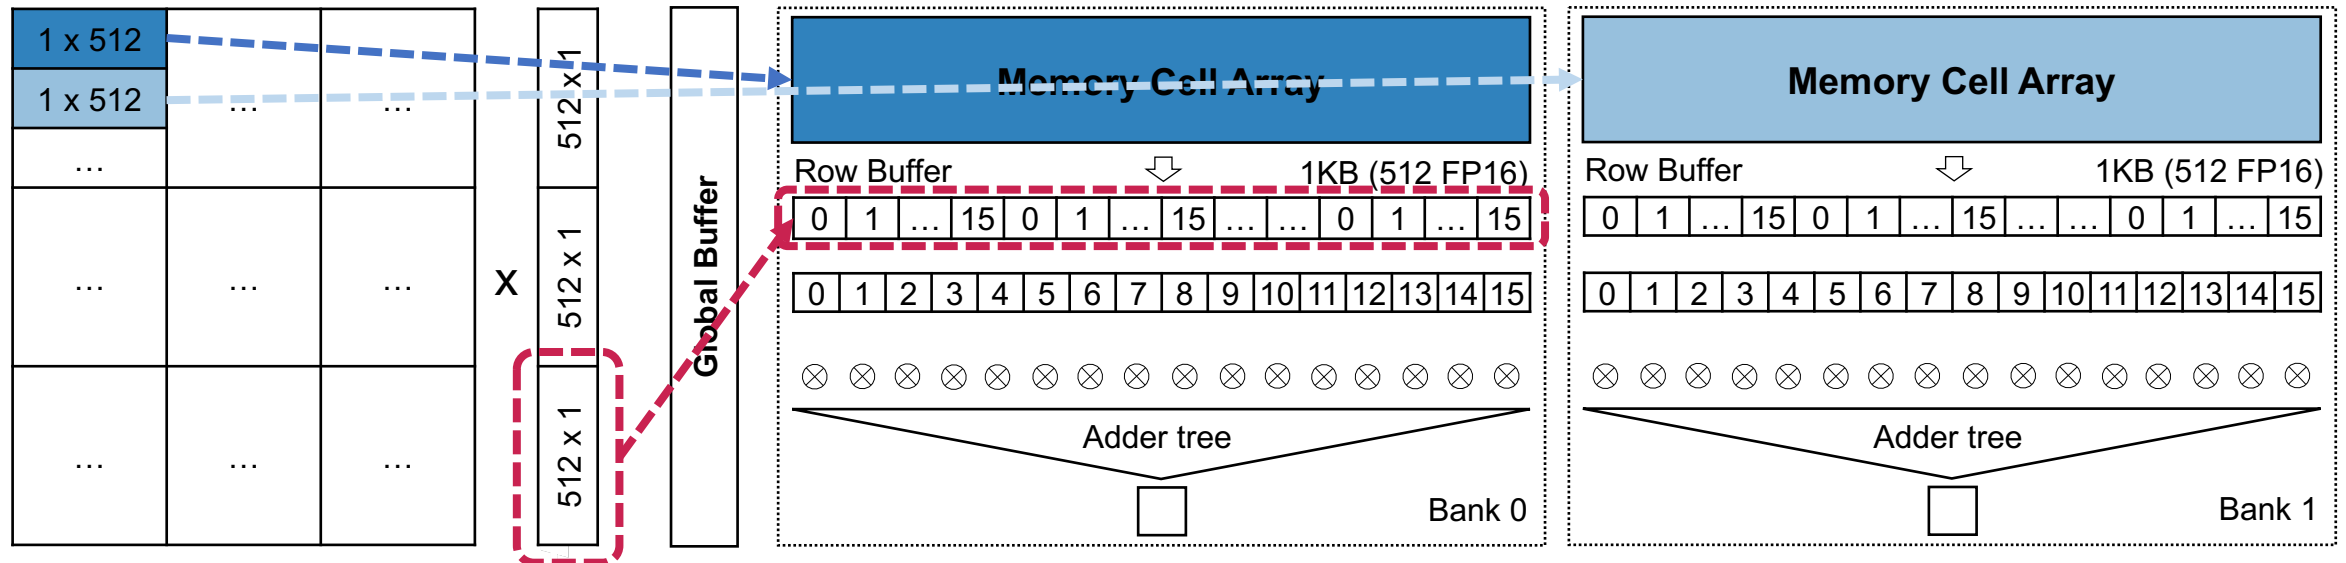 1 x 512
1 x 512
...
... ...
... ... ...
... ... ...
x
512 x 1
512 x 1
512 x 1
Global Buffer
Memory Cell Array
Row Buffer 1KB (512 FP16)
0 1 ... 15 0 1 ... 15 ... ... 0 1 ... 15
0 1 2 3 4 5 6 7 8 9 10 11 12 13 14 15
Adder tree
Bank 0
Memory Cell Array
Row Buffer 1KB (512 FP16)
0 1 ... 15 0 1 ... 15 ... ... 0 1 ... 15
0 1 2 3 4 5 6 7 8 9 10 11 12 13 14 15
Adder tree
Bank 1